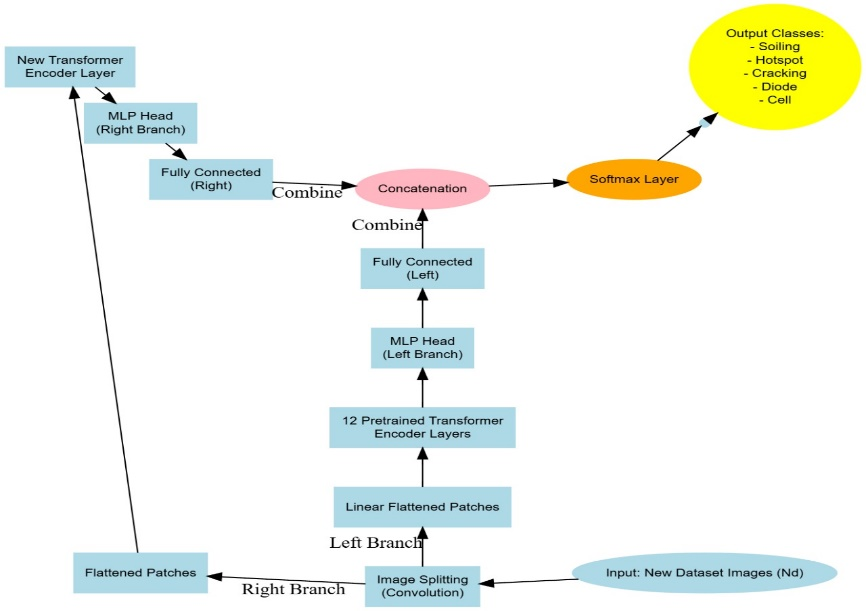 Output Classes:
- Soiling
- Hotspot
- Cracking
- Diode
- Cell
New Transformer
Encoder Layer
MLP Head
(Right Branch)
Fully Connected
(Right)
Combine
Concatenation
Softmax Layer
Combine
Fully Connected
(Left)
MLP Head
(Left Branch)
12 Pretrained Transformer
Encoder Layers
Linear Flattened Patches
Left Branch
Flattened Patches
Right Branch
Image Splitting
(Convolution)
Input: New Dataset Images (Nd)